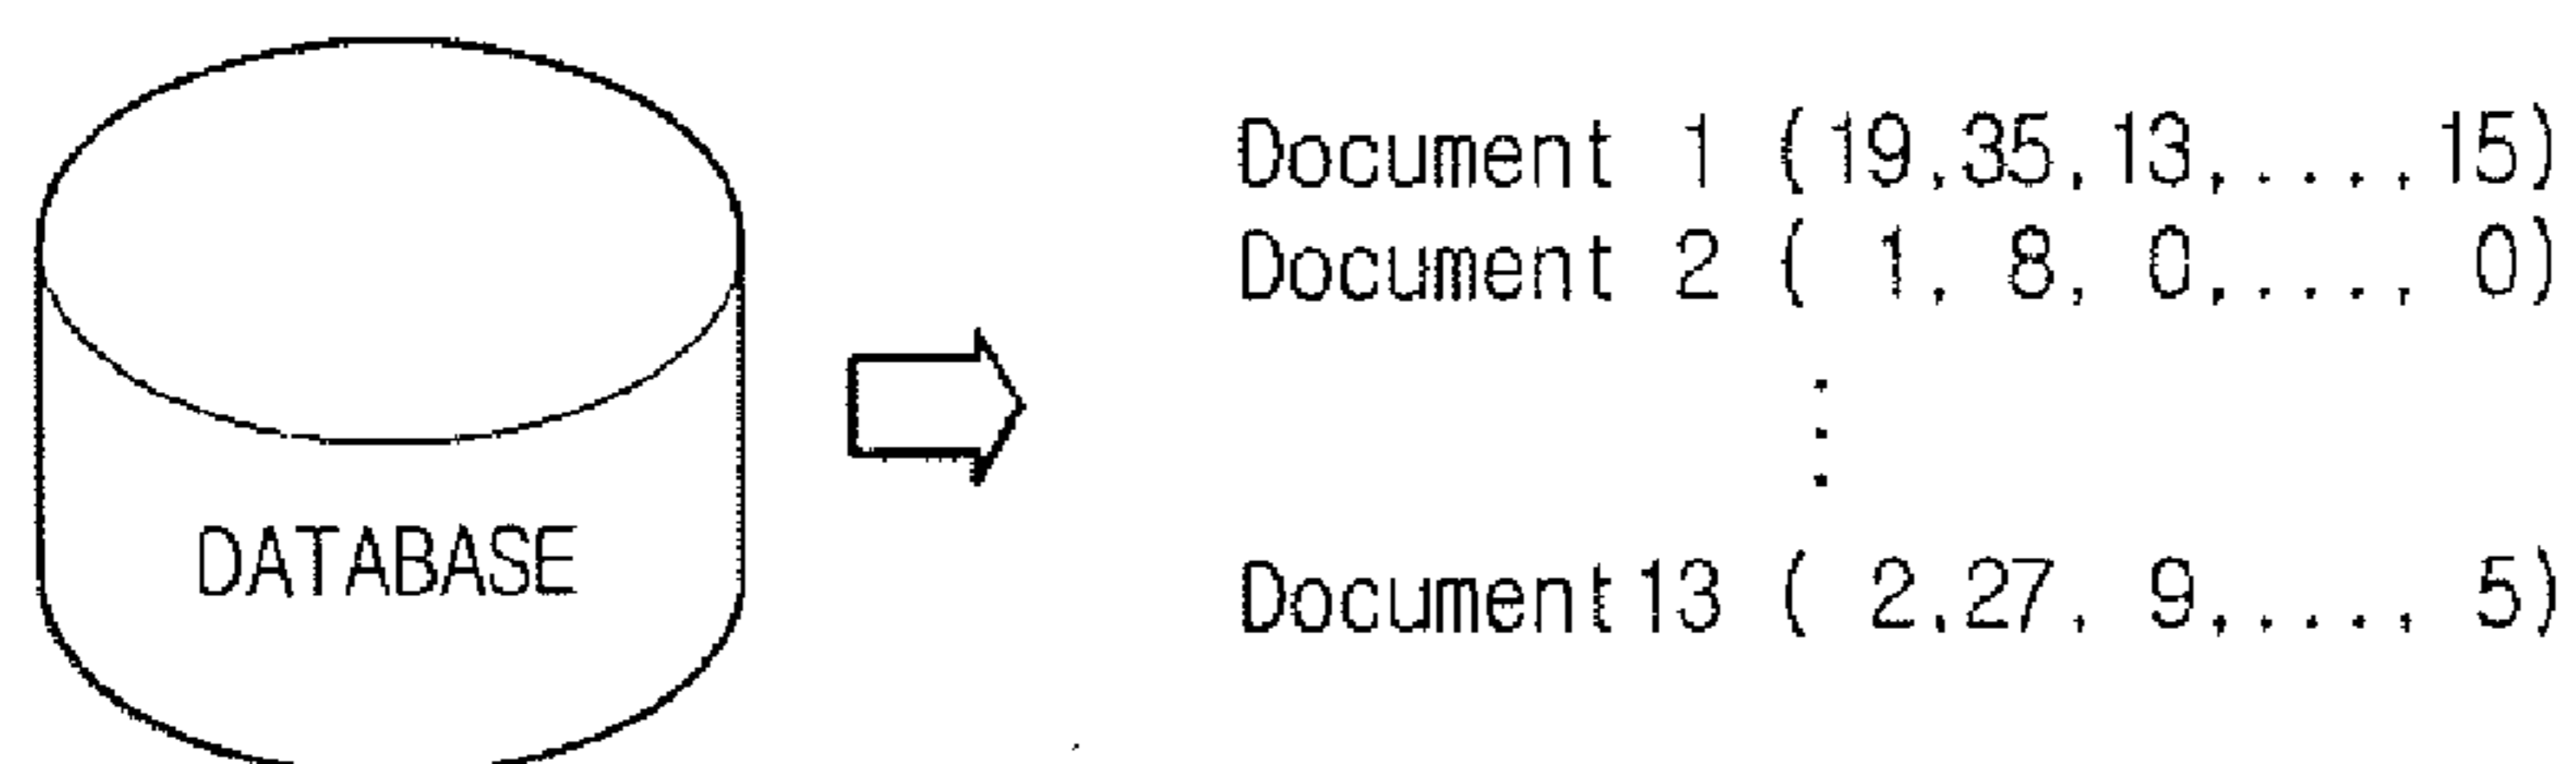 Document 1 (19,35,13,...,15)
Document 2 ( 1, 8, 0,..., 0)
⋮
Document13 ( 2,27, 9,..., 5)
DATABASE